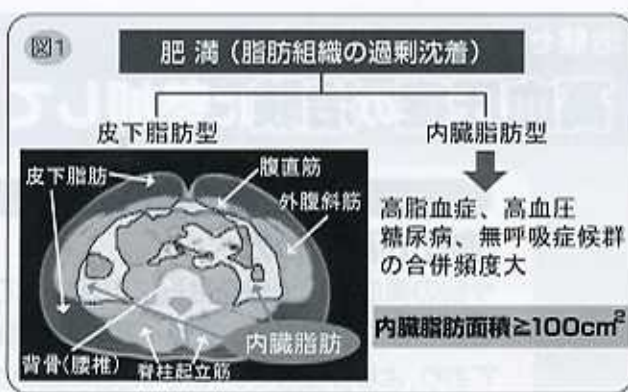 図1
肥満（脂肪組織の過剰沈着）
皮下脂肪型
内臓脂肪型
皮下脂肪
腹直筋
外腹斜筋
内臓脂肪
背骨(腰椎)
脊柱起立筋
高脂血症、高血圧
糖尿病、無呼吸症候群
の合併頻度大
内臓脂肪面積≧100cm²